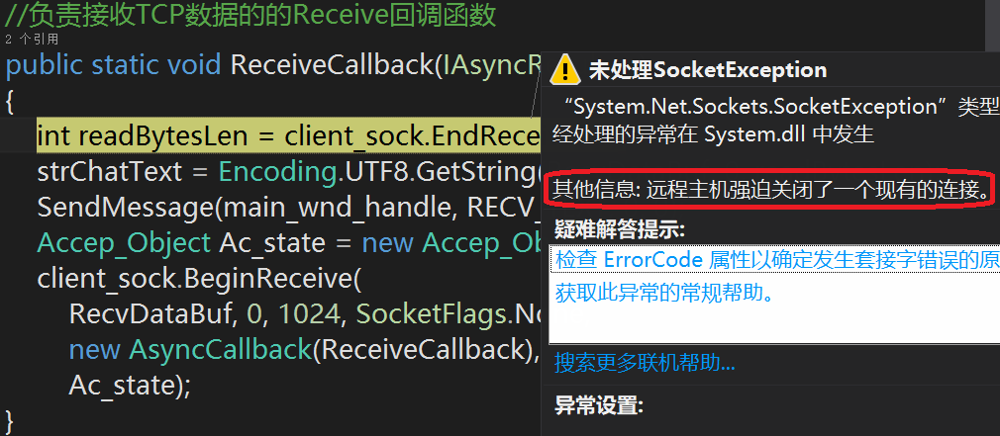 //负责接收TCP数据的的Receive回调函数
2 个引用
public static void ReceiveCallback(IAsyncR
{
int readBytesLen = client_sock.EndRece
strChatText = Encoding.UTF8.GetString(
SendMessage(main_wnd_handle, RECV_
Accep_Object Ac_state = new Accep_Ob
client_sock.BeginReceive(
RecvDataBuf, 0, 1024, SocketFlags.No
new AsyncCallback(ReceiveCallback),
Ac_state);
}
未处理SocketException
“System.Net.Sockets.SocketException”类型
经处理的异常在 System.dll 中发生
其他信息: 远程主机强迫关闭了一个现有的连接。
疑难解答提示:
检查 ErrorCode 属性以确定发生套接字错误的原
获取此异常的常规帮助。
搜索更多联机帮助...
异常设置: